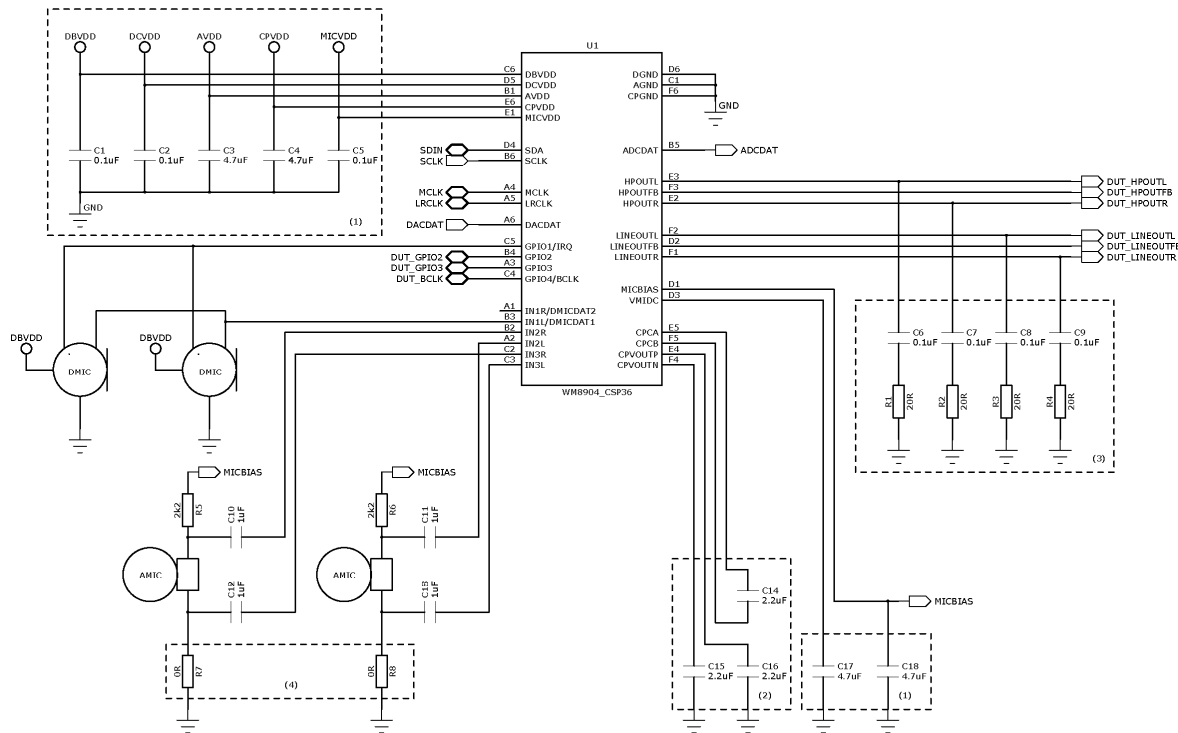 U1
DBVDD DCVDD AVDD CPVDD MICVDD
C6 DBVDD
D5 DCVDD
B1 AVDD
E6 CPVDD
E1 MICVDD
DGND D6
AGND C1
CPGND F6
GND
C1 0.1uF
C2 0.1uF
C3 4.7uF
C4 4.7uF
C5 0.1uF
GND
(1)
SDIN D4 SDA
SCLK B6 SCLK
MCLK A4 MCLK
LRCLK A5 LRCLK
DACDAT A6 DACDAT
C5 GPIO1/IRQ
DUT_GPIO2 B4 GPIO2
DUT_GPIO3 A3 GPIO3
DUT_BCLK C4 GPIO4/BCLK
A1 IN1R/DMICDAT2
B3 IN1L/DMICDAT1
B2 IN2R
A2 IN2L
C2 IN3R
C3 IN3L
ADCDAT B5 ADCDAT
HPOUTL E3 DUT_HPOUTL
HPOUTFB F3 DUT_HPOUTFB
HPOUTR E2 DUT_HPOUTR
LINEOUTL F2 DUT_LINEOUTL
LINEOUTFB D2 DUT_LINEOUTFB
LINEOUTR F1 DUT_LINEOUTR
MICBIAS D1
VMIDC D3
CPCA E5
CPCB F5
CPVOUTP E4
CPVOUTN F4
WM8904_CSP36
DBVDD DMIC
DBVDD DMIC
C6 0.1uF
C7 0.1uF
C8 0.1uF
C9 0.1uF
R1 20R
R2 20R
R3 20R
R4 20R
(3)
MICBIAS
MICBIAS
2k2 R5
C10 1uF
2k2 R6
C11 1uF
AMIC
C12 1uF
AMIC
C13 1uF
0R R7
0R R8
(4)
C14 2.2uF
MICBIAS
C15 2.2uF
C16 2.2uF
(2)
C17 4.7uF
C18 4.7uF
(1)